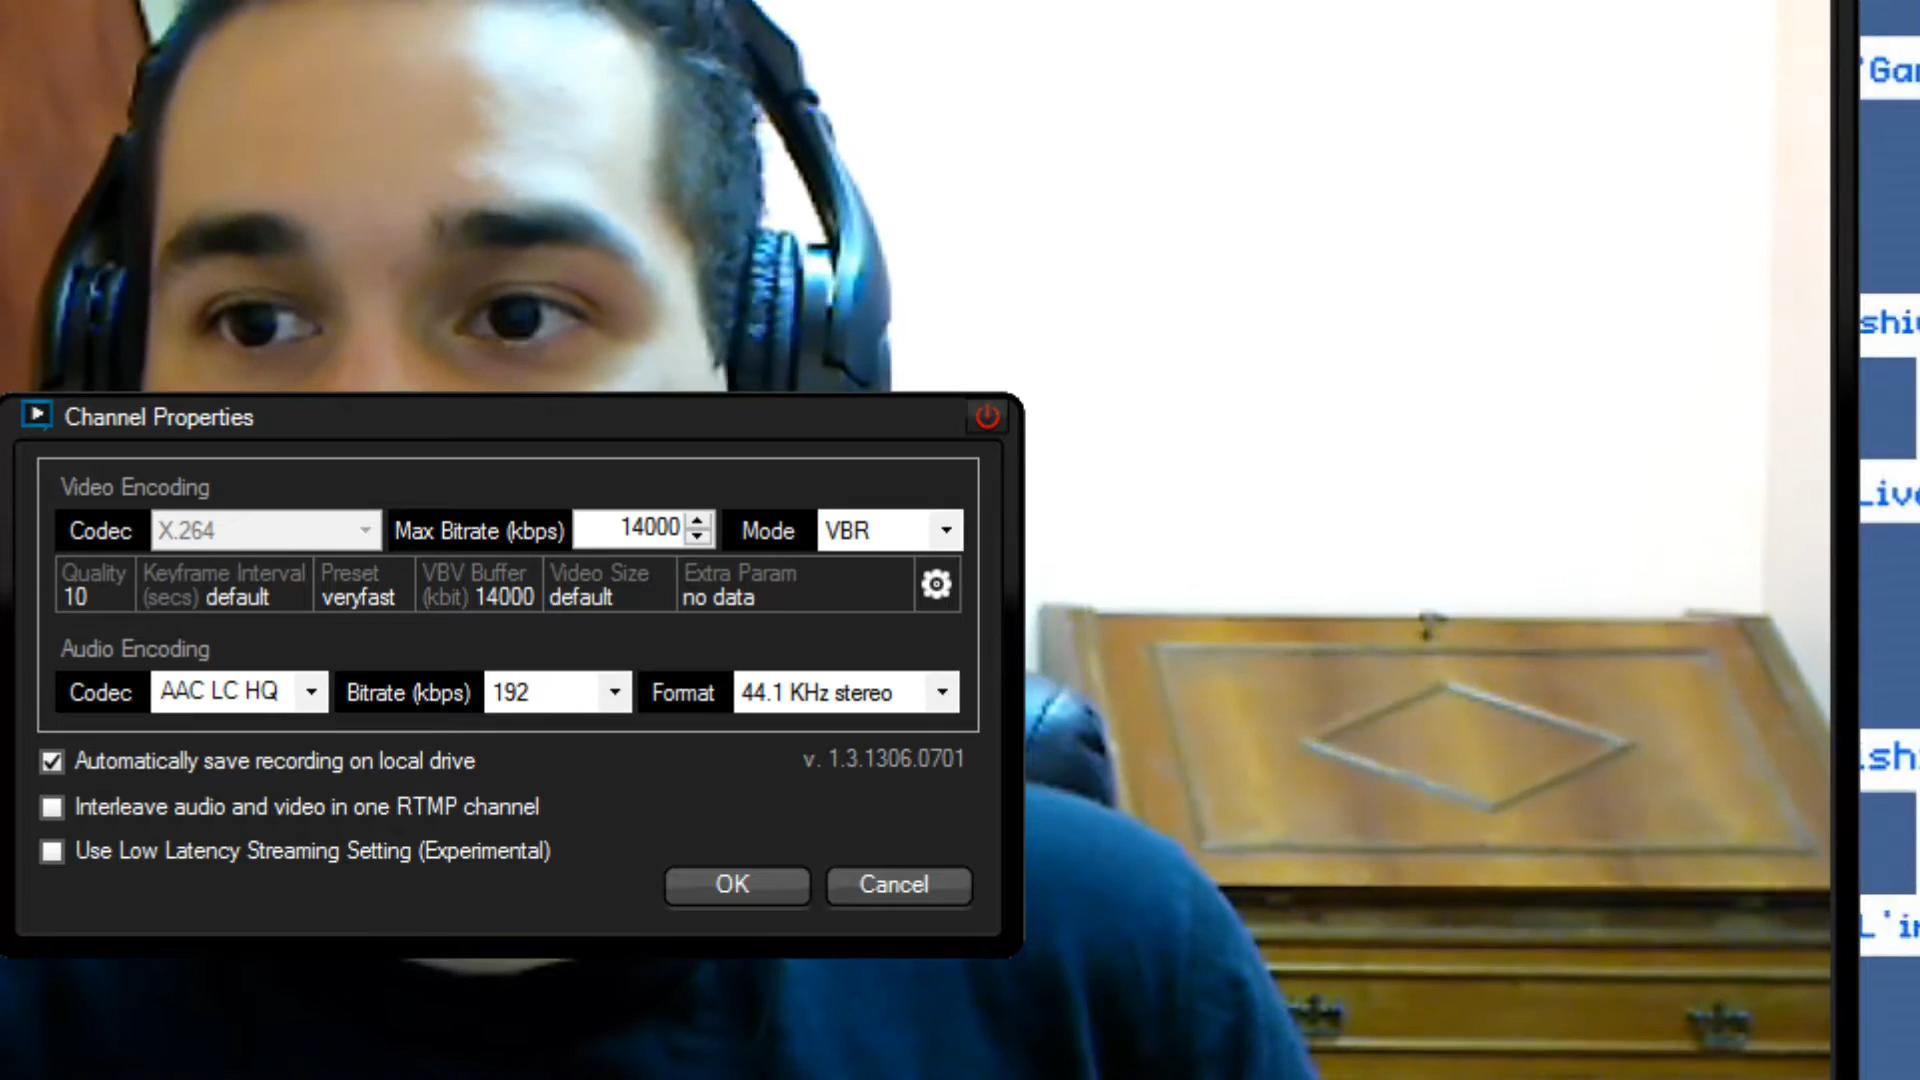 Channel Properties
Video Encoding
Codec X.264 Max Bitrate (kbps) 14000 Mode VBR
Quality Keyframe Interval Preset VBV Buffer Video Size Extra Param
10 (secs) default veryfast (kbit) 14000 default no data
Audio Encoding
Codec AAC LC HQ Bitrate (kbps) 192 Format 44.1 KHz stereo
Automatically save recording on local drive v. 1.3.1306.0701
Interleave audio and video in one RTMP channel
Use Low Latency Streaming Setting (Experimental)
OK Cancel